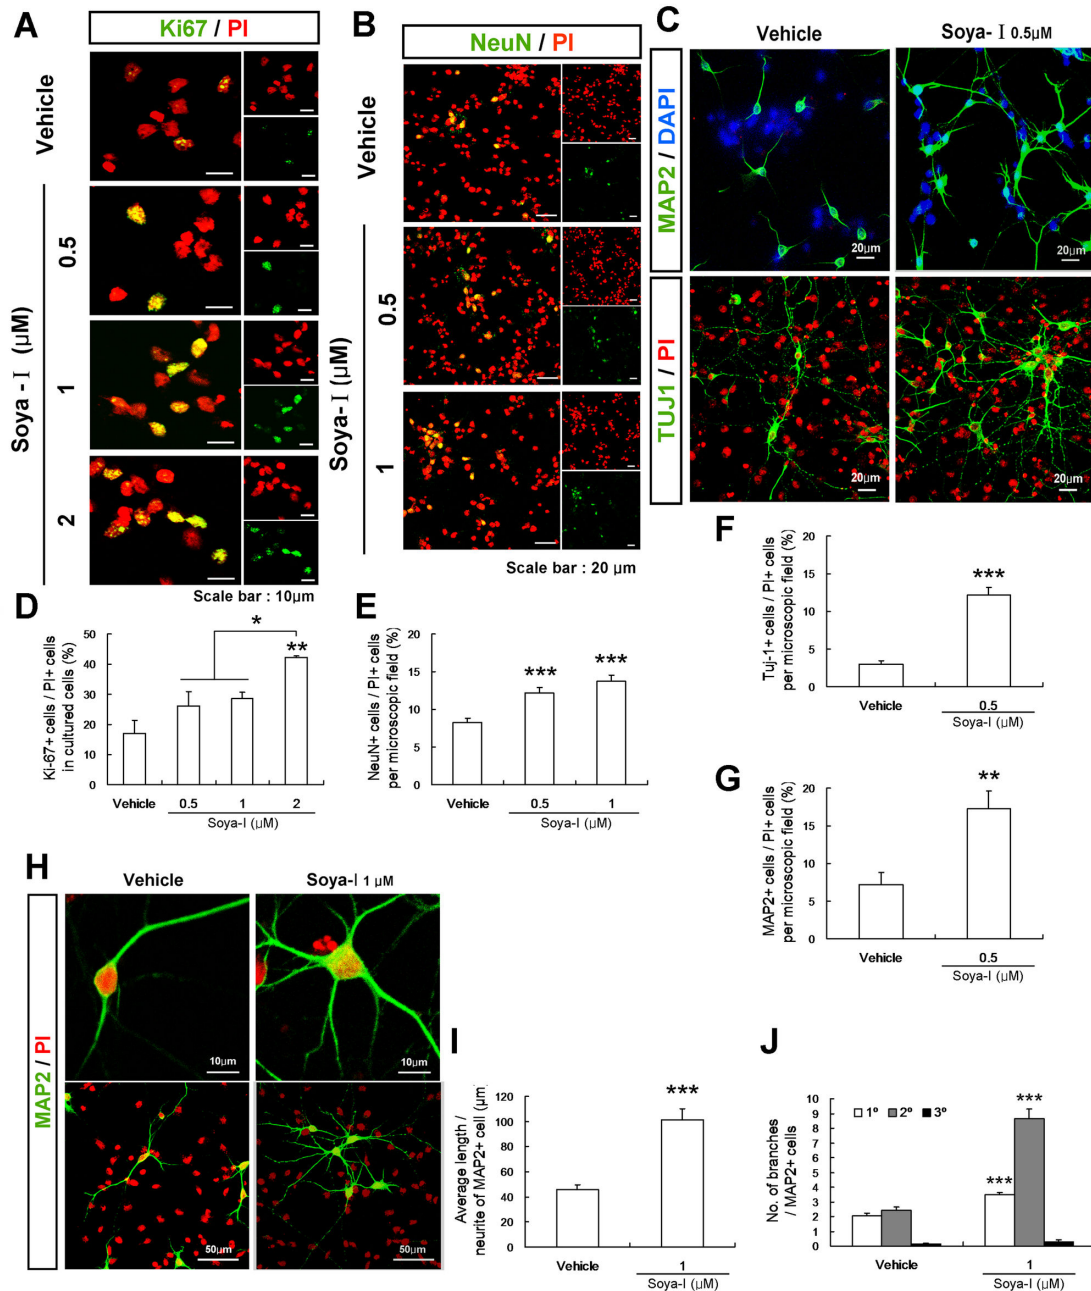 A
Ki67 / PI
Vehicle
0.5
1
2
Soya - I (µM)
Scale bar : 10µm
B
NeuN / PI
Vehicle
0.5
1
Soya- I (µM)
Scale bar : 20 µm
C
Vehicle
Soya- I 0.5µM
MAP2 / DAPI
20µm
20µm
TUJ1 / PI
20µm
20µm
D
Ki-67+ cells / PI+ cells
in cultured cells (%)
50
40
30
20
10
0
*
**
Vehicle
0.5
1
2
Soya-I (µM)
E
NeuN+ cells / PI+ cells
per microscopic field (%)
20
15
10
5
0
***
***
Vehicle
0.5
1
Soya-I (µM)
F
Tuj-1+ cells / PI+ cells
per microscopic field (%)
20
15
10
5
0
***
Vehicle
0.5
Soya-I (µM)
G
MAP2+ cells / PI+ cells
per microscopic field (%)
20
15
10
5
0
**
Vehicle
0.5
Soya-I (µM)
H
Vehicle
Soya-I 1 µM
MAP2 / PI
10µm
10µm
50µm
50µm
I
Average length /
neurite of MAP2+ cell (µm
120
100
80
60
40
20
0
***
Vehicle
1
Soya-I (µM)
J
No. of branches
/ MAP2+ cells
10
9
8
7
6
5
4
3
2
1
0
1º 2º 3º
***
***
Vehicle
1
Soya-I (µM)